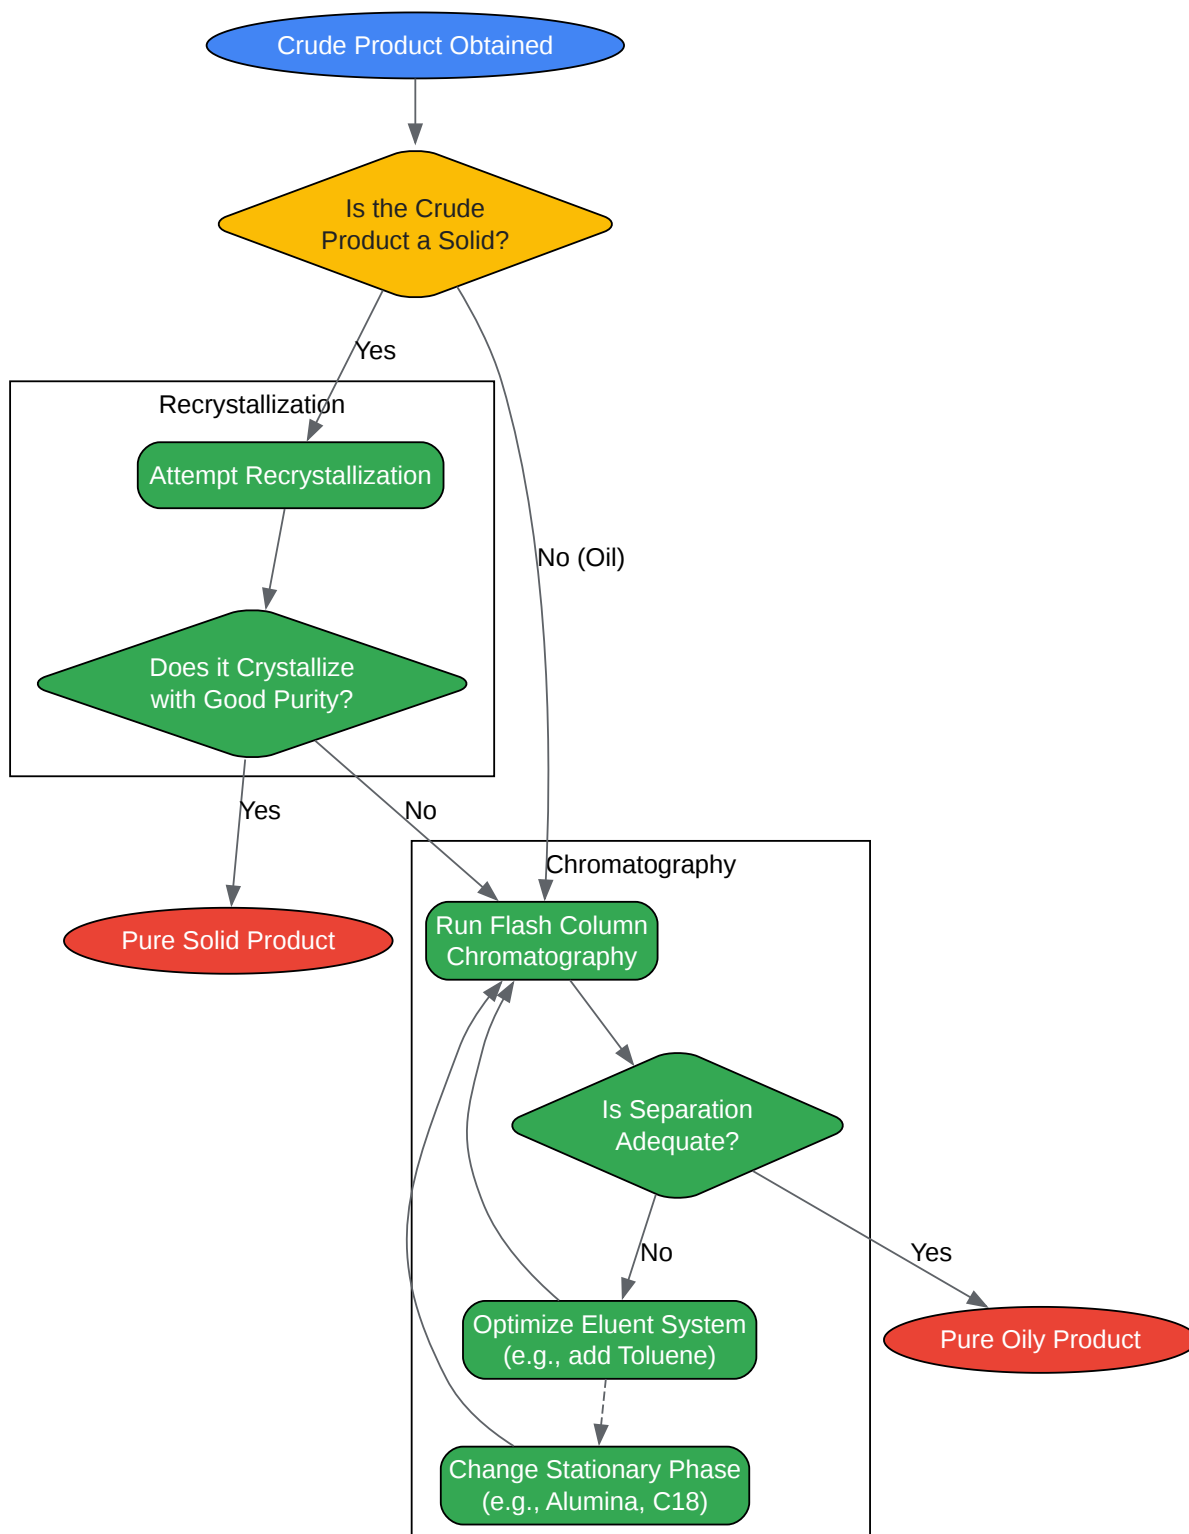 Crude Product Obtained
Is the Crude
Product a Solid?
Yes
Recrystallization
Attempt Recrystallization
No (Oil)
Does it Crystallize
with Good Purity?
Yes
No
Chromatography
Run Flash Column
Chromatography
Pure Solid Product
Is Separation
Adequate?
No
Yes
Optimize Eluent System
(e.g., add Toluene)
Pure Oily Product
Change Stationary Phase
(e.g., Alumina, C18)